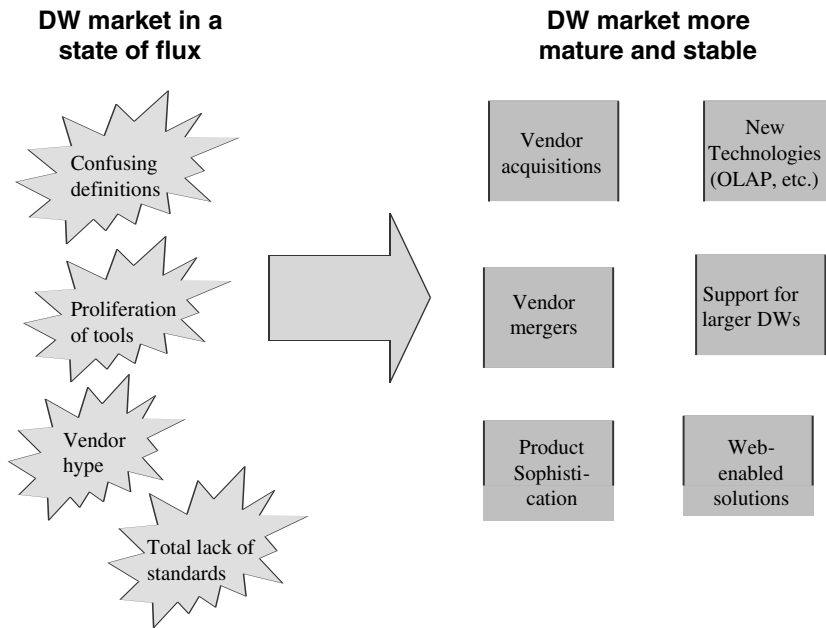 DW market in a
state of flux
Confusing
definitions
Proliferation
of tools
Vendor
hype
Total lack of
standards
DW market more
mature and stable
Vendor
acquisitions
New
Technologies
(OLAP, etc.)
Vendor
mergers
Support for
larger DWs
Product
Sophisti-
cation
Web-
enabled
solutions